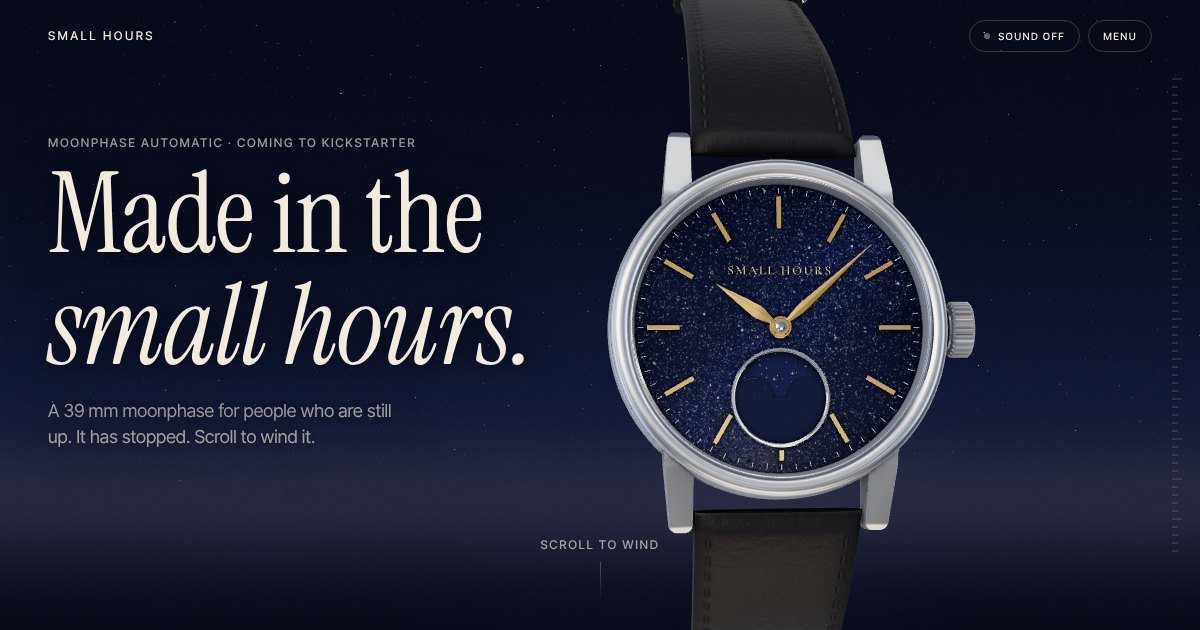 SMALL HOURS
SOUND OFF
MENU
MOONPHASE AUTOMATIC · COMING TO KICKSTARTER
Made in the
small hours.
A 39 mm moonphase for people who are still
up. It has stopped. Scroll to wind it.
SMALL HOURS
SCROLL TO WIND